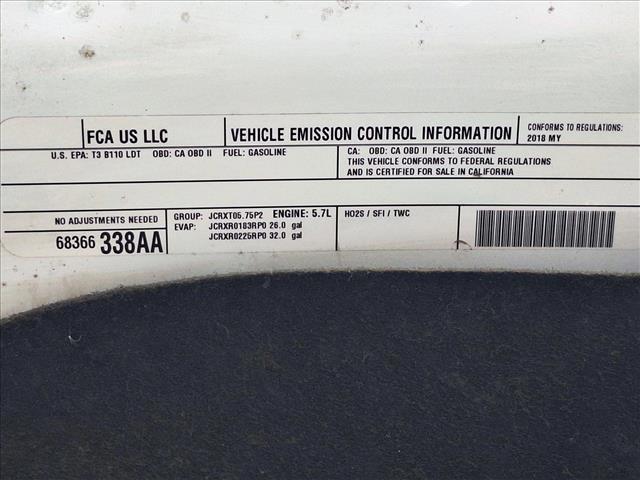 FCA US LLC
VEHICLE EMISSION CONTROL INFORMATION
CONFORMS TO REGULATIONS:
2018 MY
U.S. EPA: T3 B110 LDT OBD: CA OBD II FUEL: GASOLINE
CA: OBD: CA OBD II FUEL: GASOLINE
THIS VEHICLE CONFORMS TO FEDERAL REGULATIONS
AND IS CERTIFIED FOR SALE IN CALIFORNIA
NO ADJUSTMENTS NEEDED
68366 338AA
GROUP: JCRXT05.75P2 ENGINE: 5.7L
EVAP: JCRXR0183RP0 26.0 gal
JCRXR0225RP0 32.0 gal
HO2S / SFI / TWC